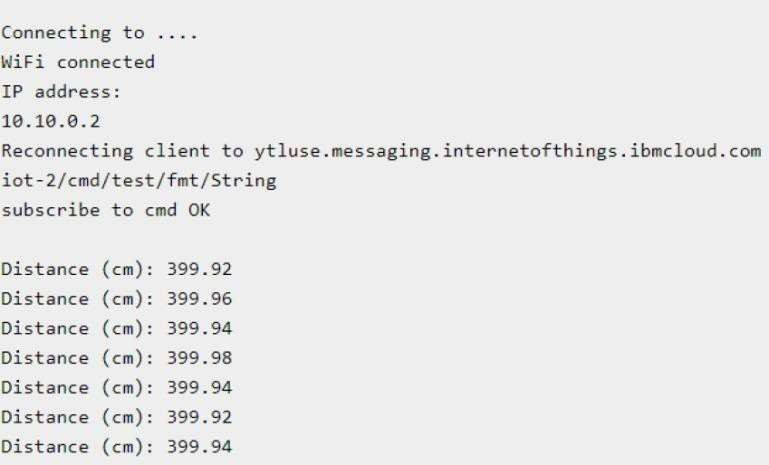 Connecting to ....
WiFi connected
IP address:
10.10.0.2
Reconnecting client to ytluse.messaging.internetofthings.ibmcloud.com
iot-2/cmd/test/fmt/String
subscribe to cmd OK
Distance (cm): 399.92
Distance (cm): 399.96
Distance (cm): 399.94
Distance (cm): 399.98
Distance (cm): 399.94
Distance (cm): 399.92
Distance (cm): 399.94